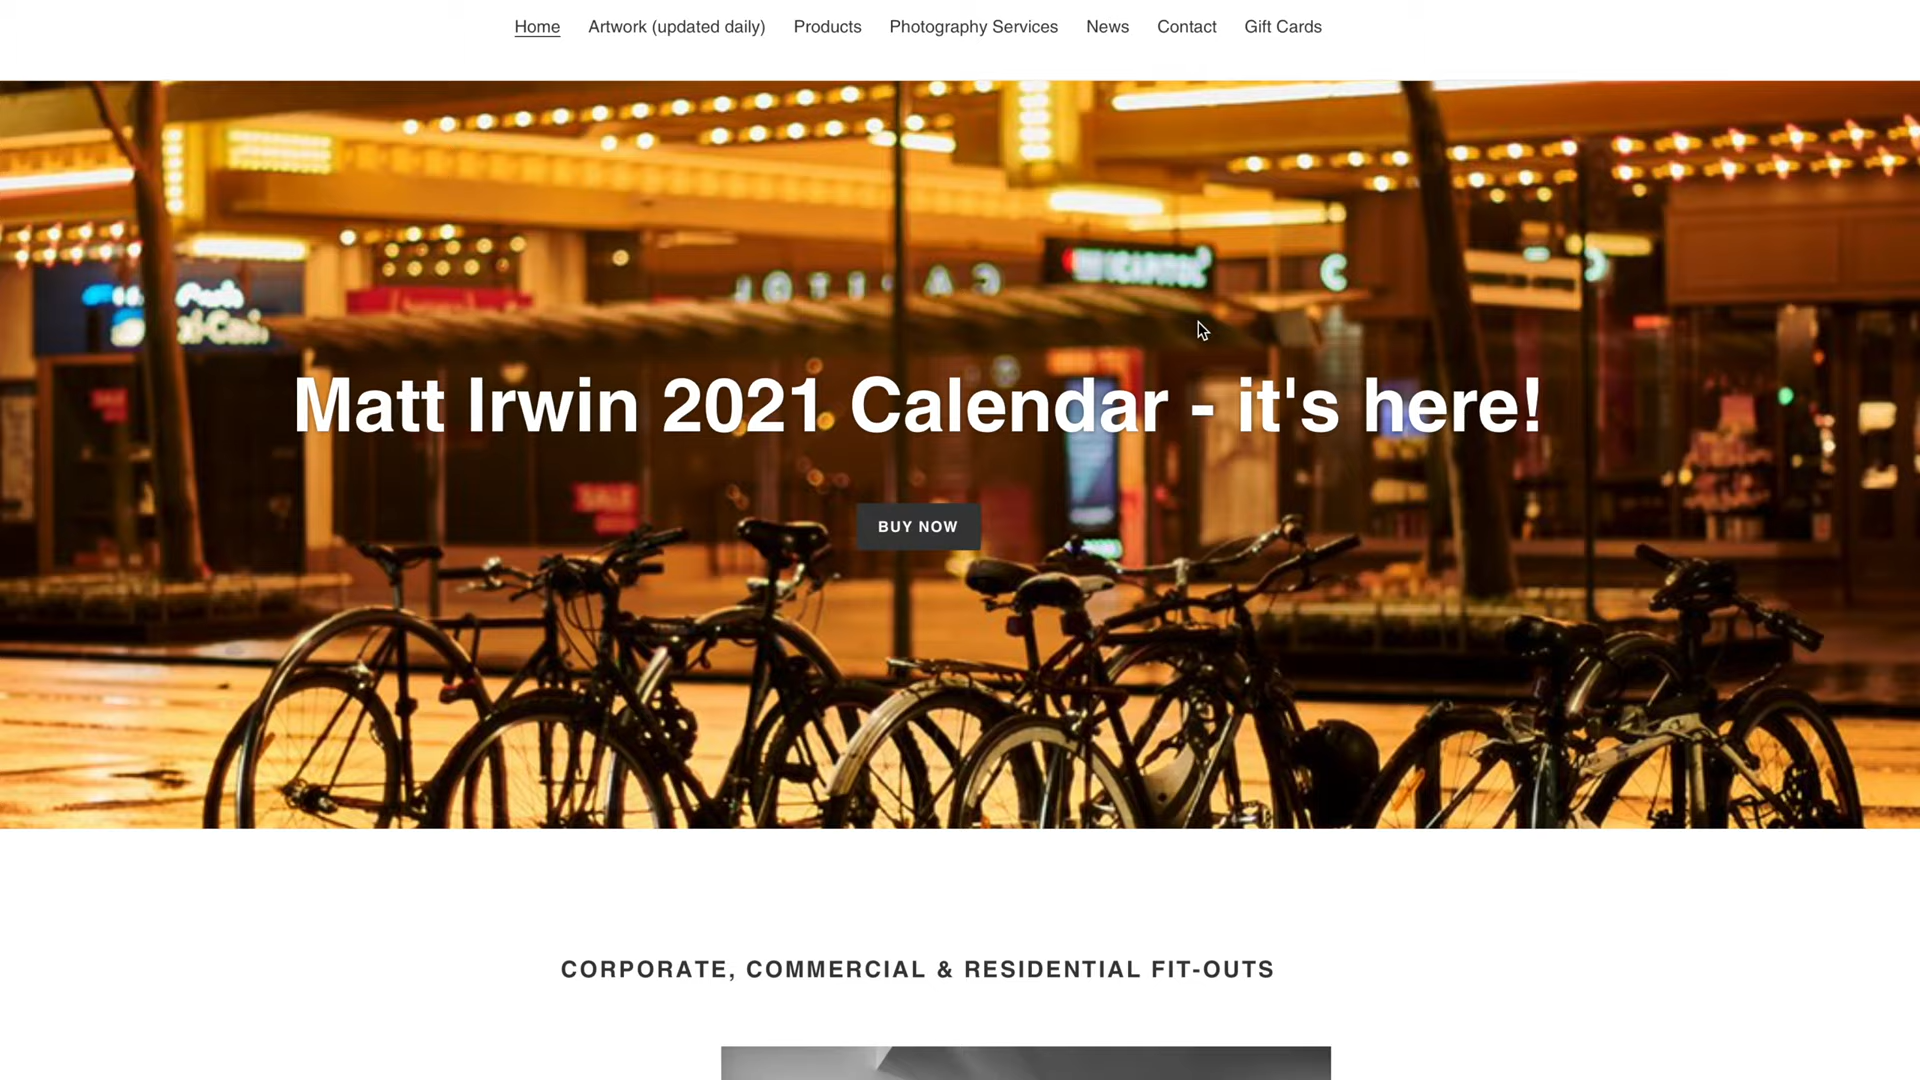 Home Artwork (updated daily) Products Photography Services News Contact Gift Cards
Matt Irwin 2021 Calendar - it's here!
SALE
BUY NOW
CORPORATE, COMMERCIAL & RESIDENTIAL FIT-OUTS